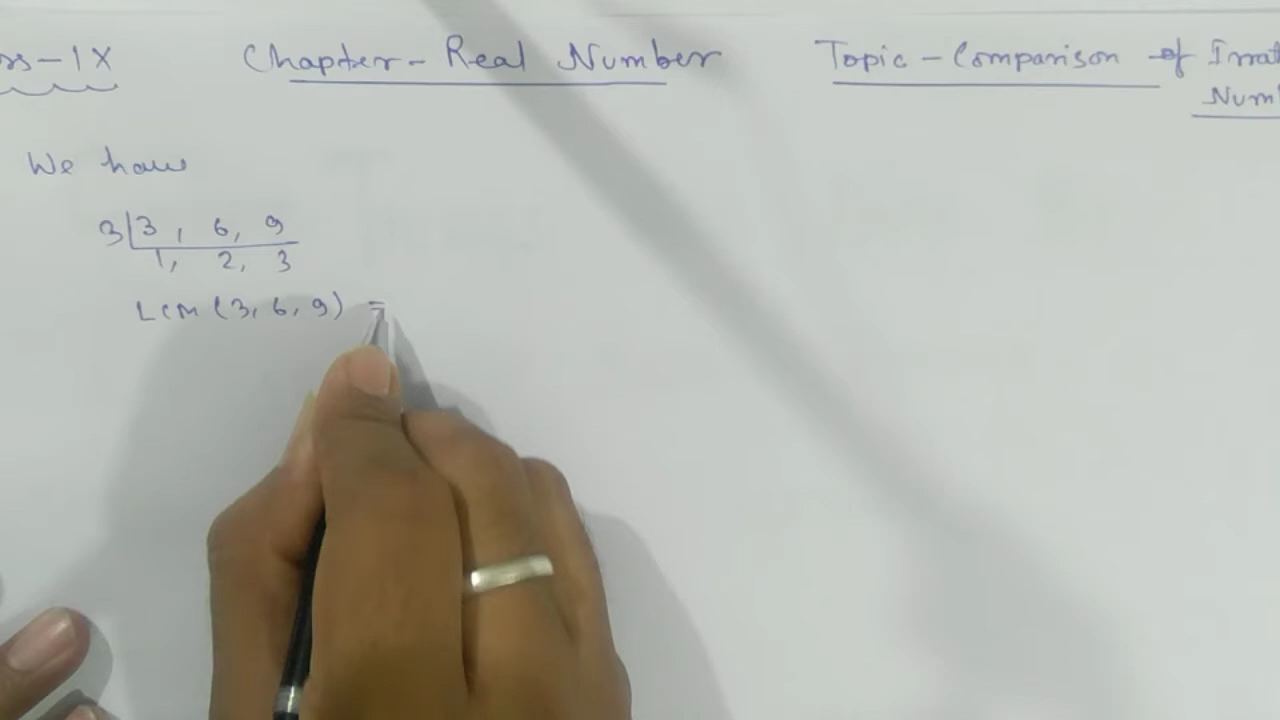 ss-IX Chapter-Real Number Topic-Comparison of Irrat
Num
We have
3|3, 6, 9
1, 2, 3
LCM (3, 6, 9) =